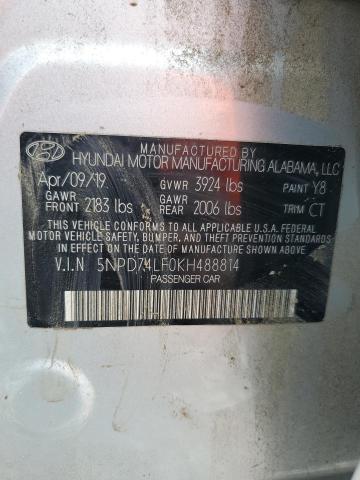 MANUFACTURED BY
HYUNDAI MOTOR MANUFACTURING ALABAMA, LLC
Apr/09/19 GVWR 3924 lbs PAINT Y8
GAWR FRONT 2183 lbs GAWR REAR 2006 lbs TRIM CT
THIS VEHICLE CONFORMS TO ALL APPLICABLE U.S.A. FEDERAL
MOTOR VEHICLE SAFETY, BUMPER, AND THEFT PREVENTION STANDARDS
IN EFFECT ON THE DATE OF MANUFACTURE SHOWN ABOVE.
V.I.N 5NPD74LF0KH488814
PASSENGER CAR